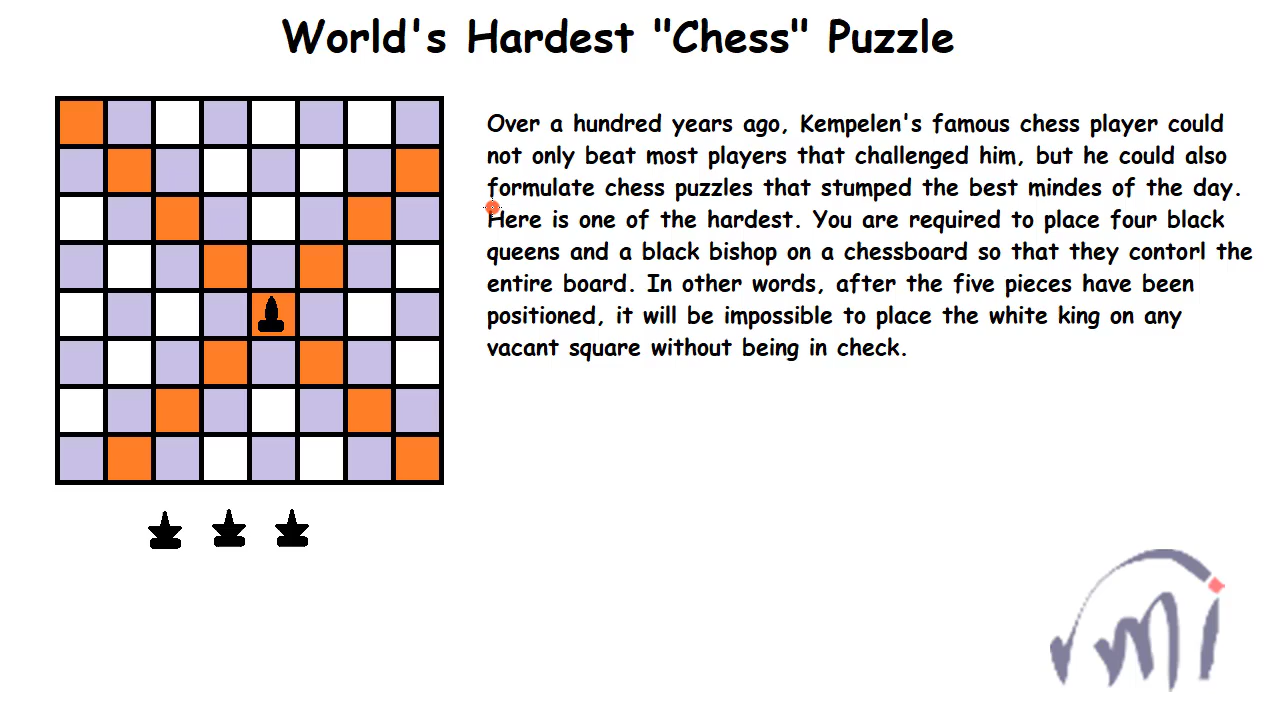 World's Hardest "Chess" Puzzle
Over a hundred years ago, Kempelen's famous chess player could
not only beat most players that challenged him, but he could also
formulate chess puzzles that stumped the best mindes of the day.
Here is one of the hardest. You are required to place four black
queens and a black bishop on a chessboard so that they contorl the
entire board. In other words, after the five pieces have been
positioned, it will be impossible to place the white king on any
vacant square without being in check.